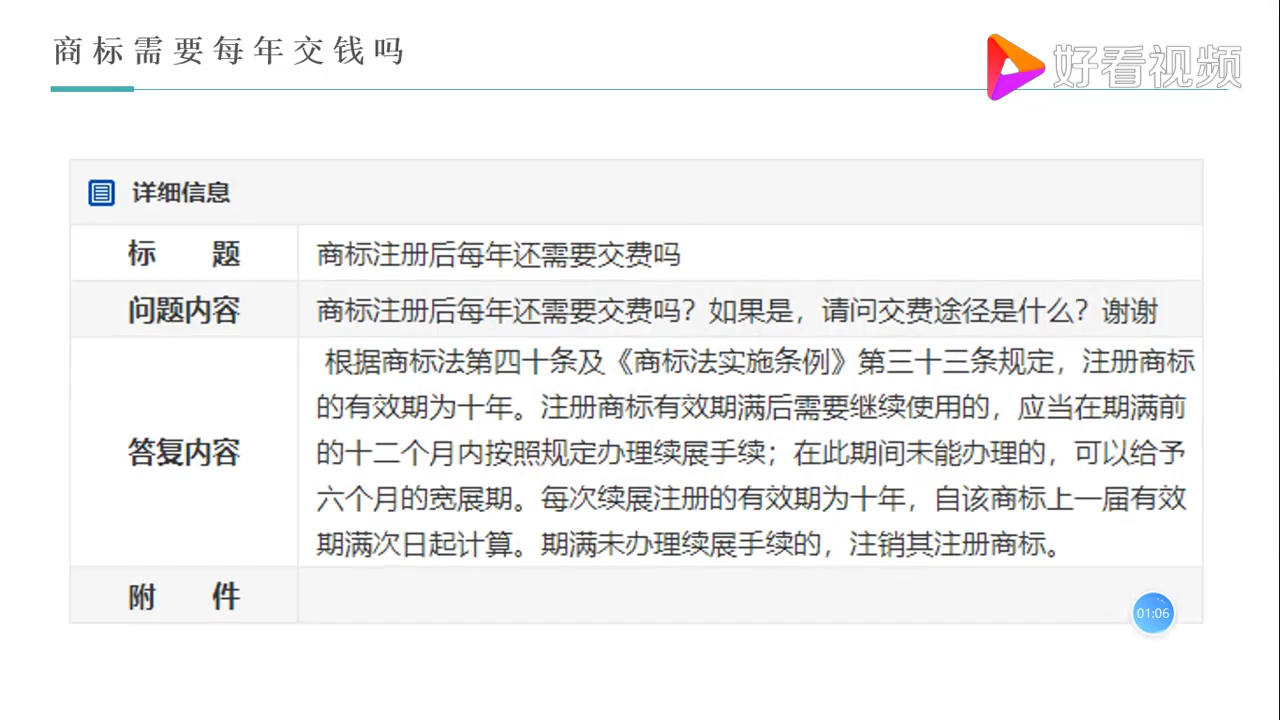 商标需要每年交钱吗
好看视频
详细信息
标 题
商标注册后每年还需要交费吗
问题内容
商标注册后每年还需要交费吗？如果是，请问交费途径是什么？谢谢
答复内容
根据商标法第四十条及《商标法实施条例》第三十三条规定，注册商标
的有效期为十年。注册商标有效期满后需要继续使用的，应当在期满前
的十二个月内按照规定办理续展手续；在此期间未能办理的，可以给予
六个月的宽展期。每次续展注册的有效期为十年，自该商标上一届有效
期满次日起计算。期满未办理续展手续的，注销其注册商标。
附 件
01:06